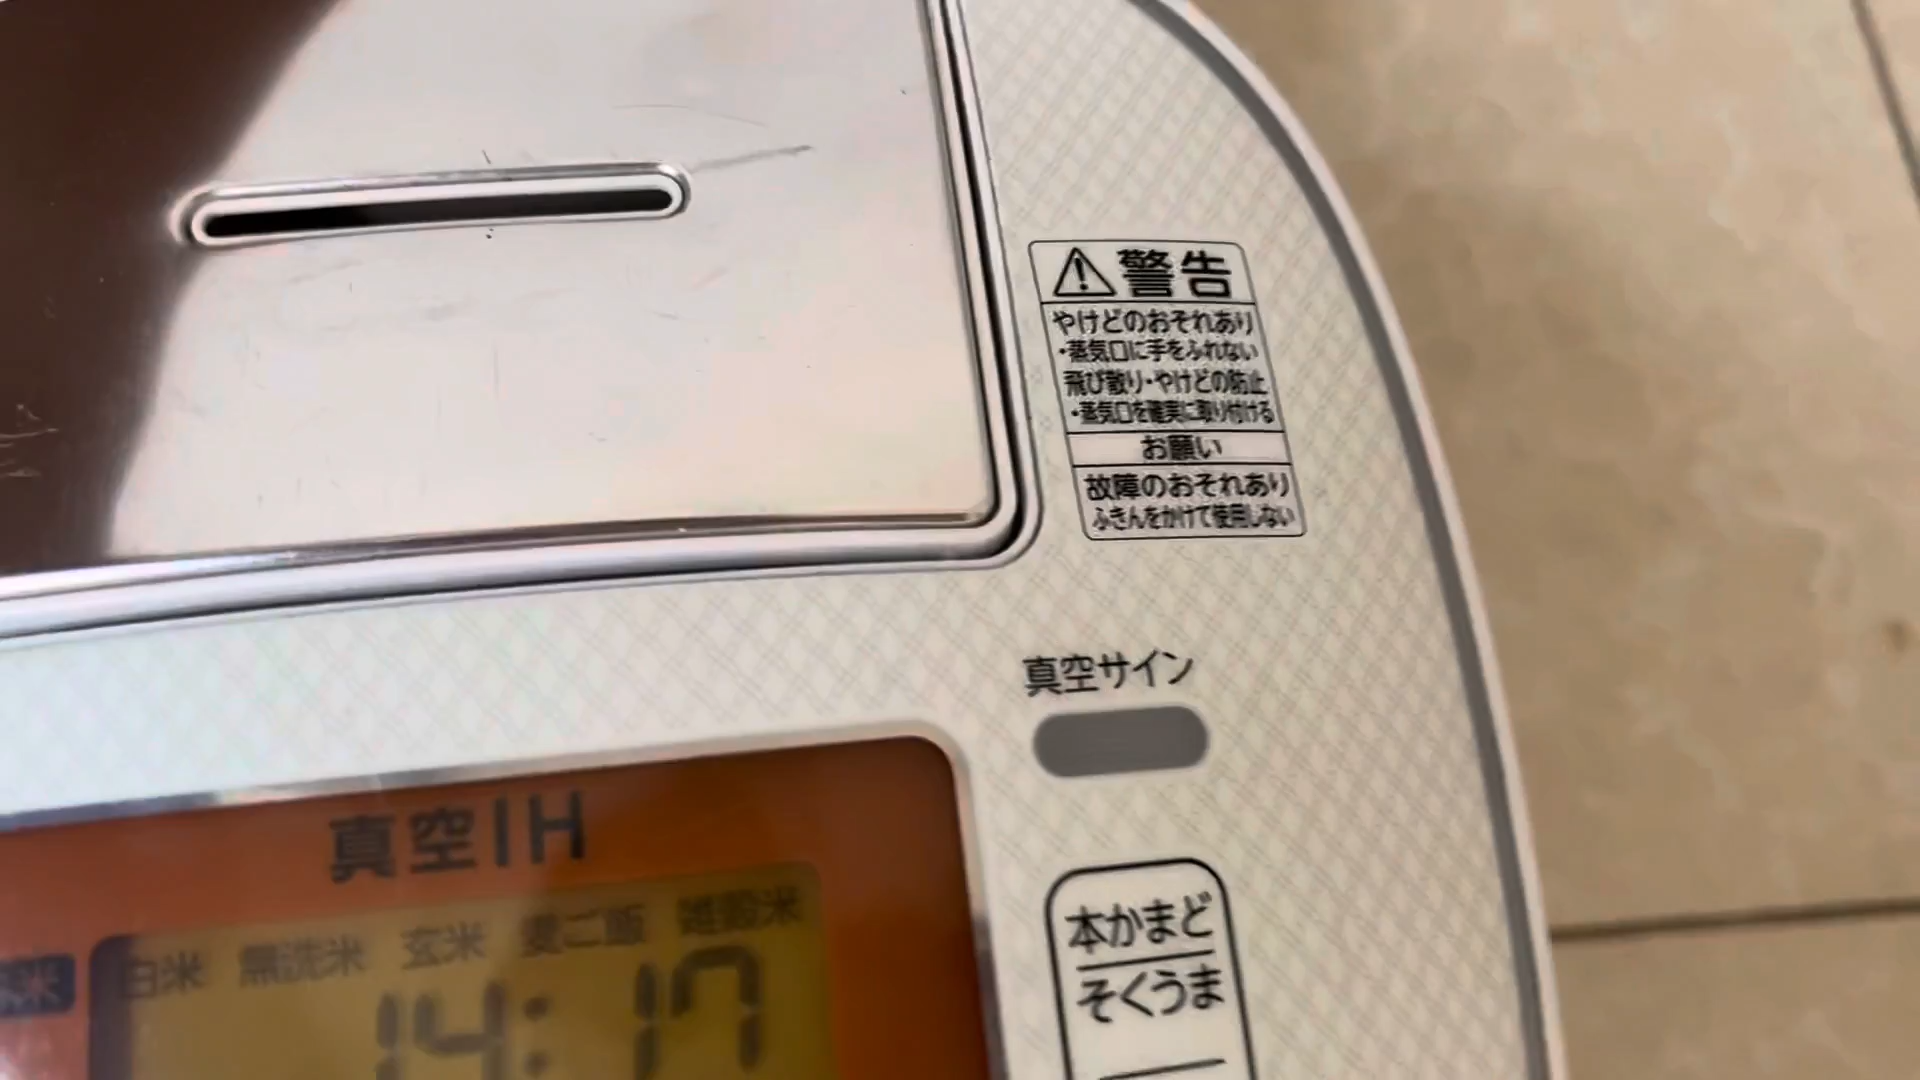 警告
やけどのおそれあり
・蒸気口に手をふれない
飛び散り・やけどの防止
・蒸気口を確実に取り付ける
お願い
故障のおそれあり
ふきんをかけて使用しない
真空サイン
真空IH
白米 無洗米 玄米 愛ご飯 雑穀米
14:17
本かまど
そくうま